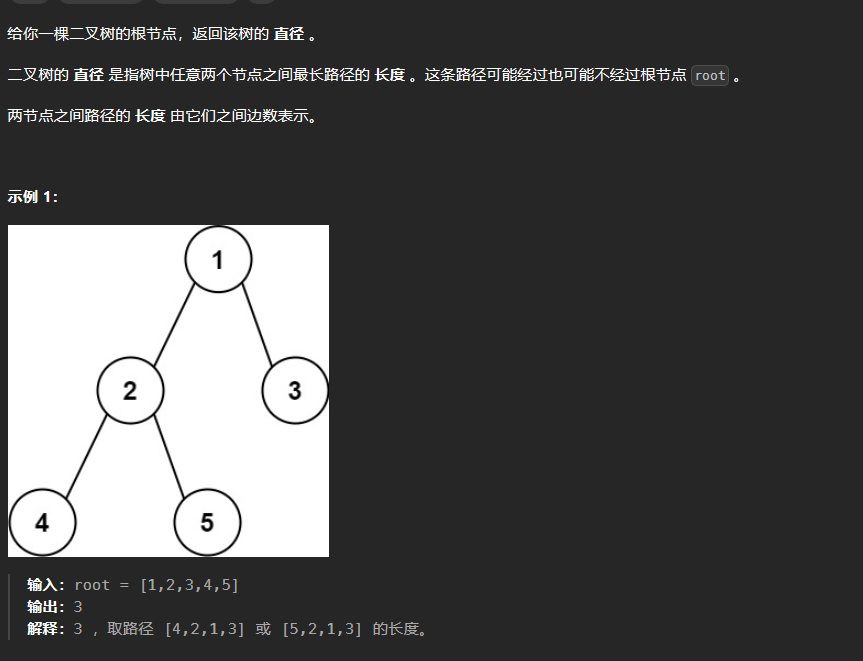 给你一棵二叉树的根节点，返回该树的 直径 。
二叉树的 直径 是指树中任意两个节点之间最长路径的 长度 。这条路径可能经过也可能不经过根节点 root 。
两节点之间路径的 长度 由它们之间边数表示。
示例 1：
1
2
3
4
5
输入：root = [1,2,3,4,5]
输出：3
解释：3 ，取路径 [4,2,1,3] 或 [5,2,1,3] 的长度。